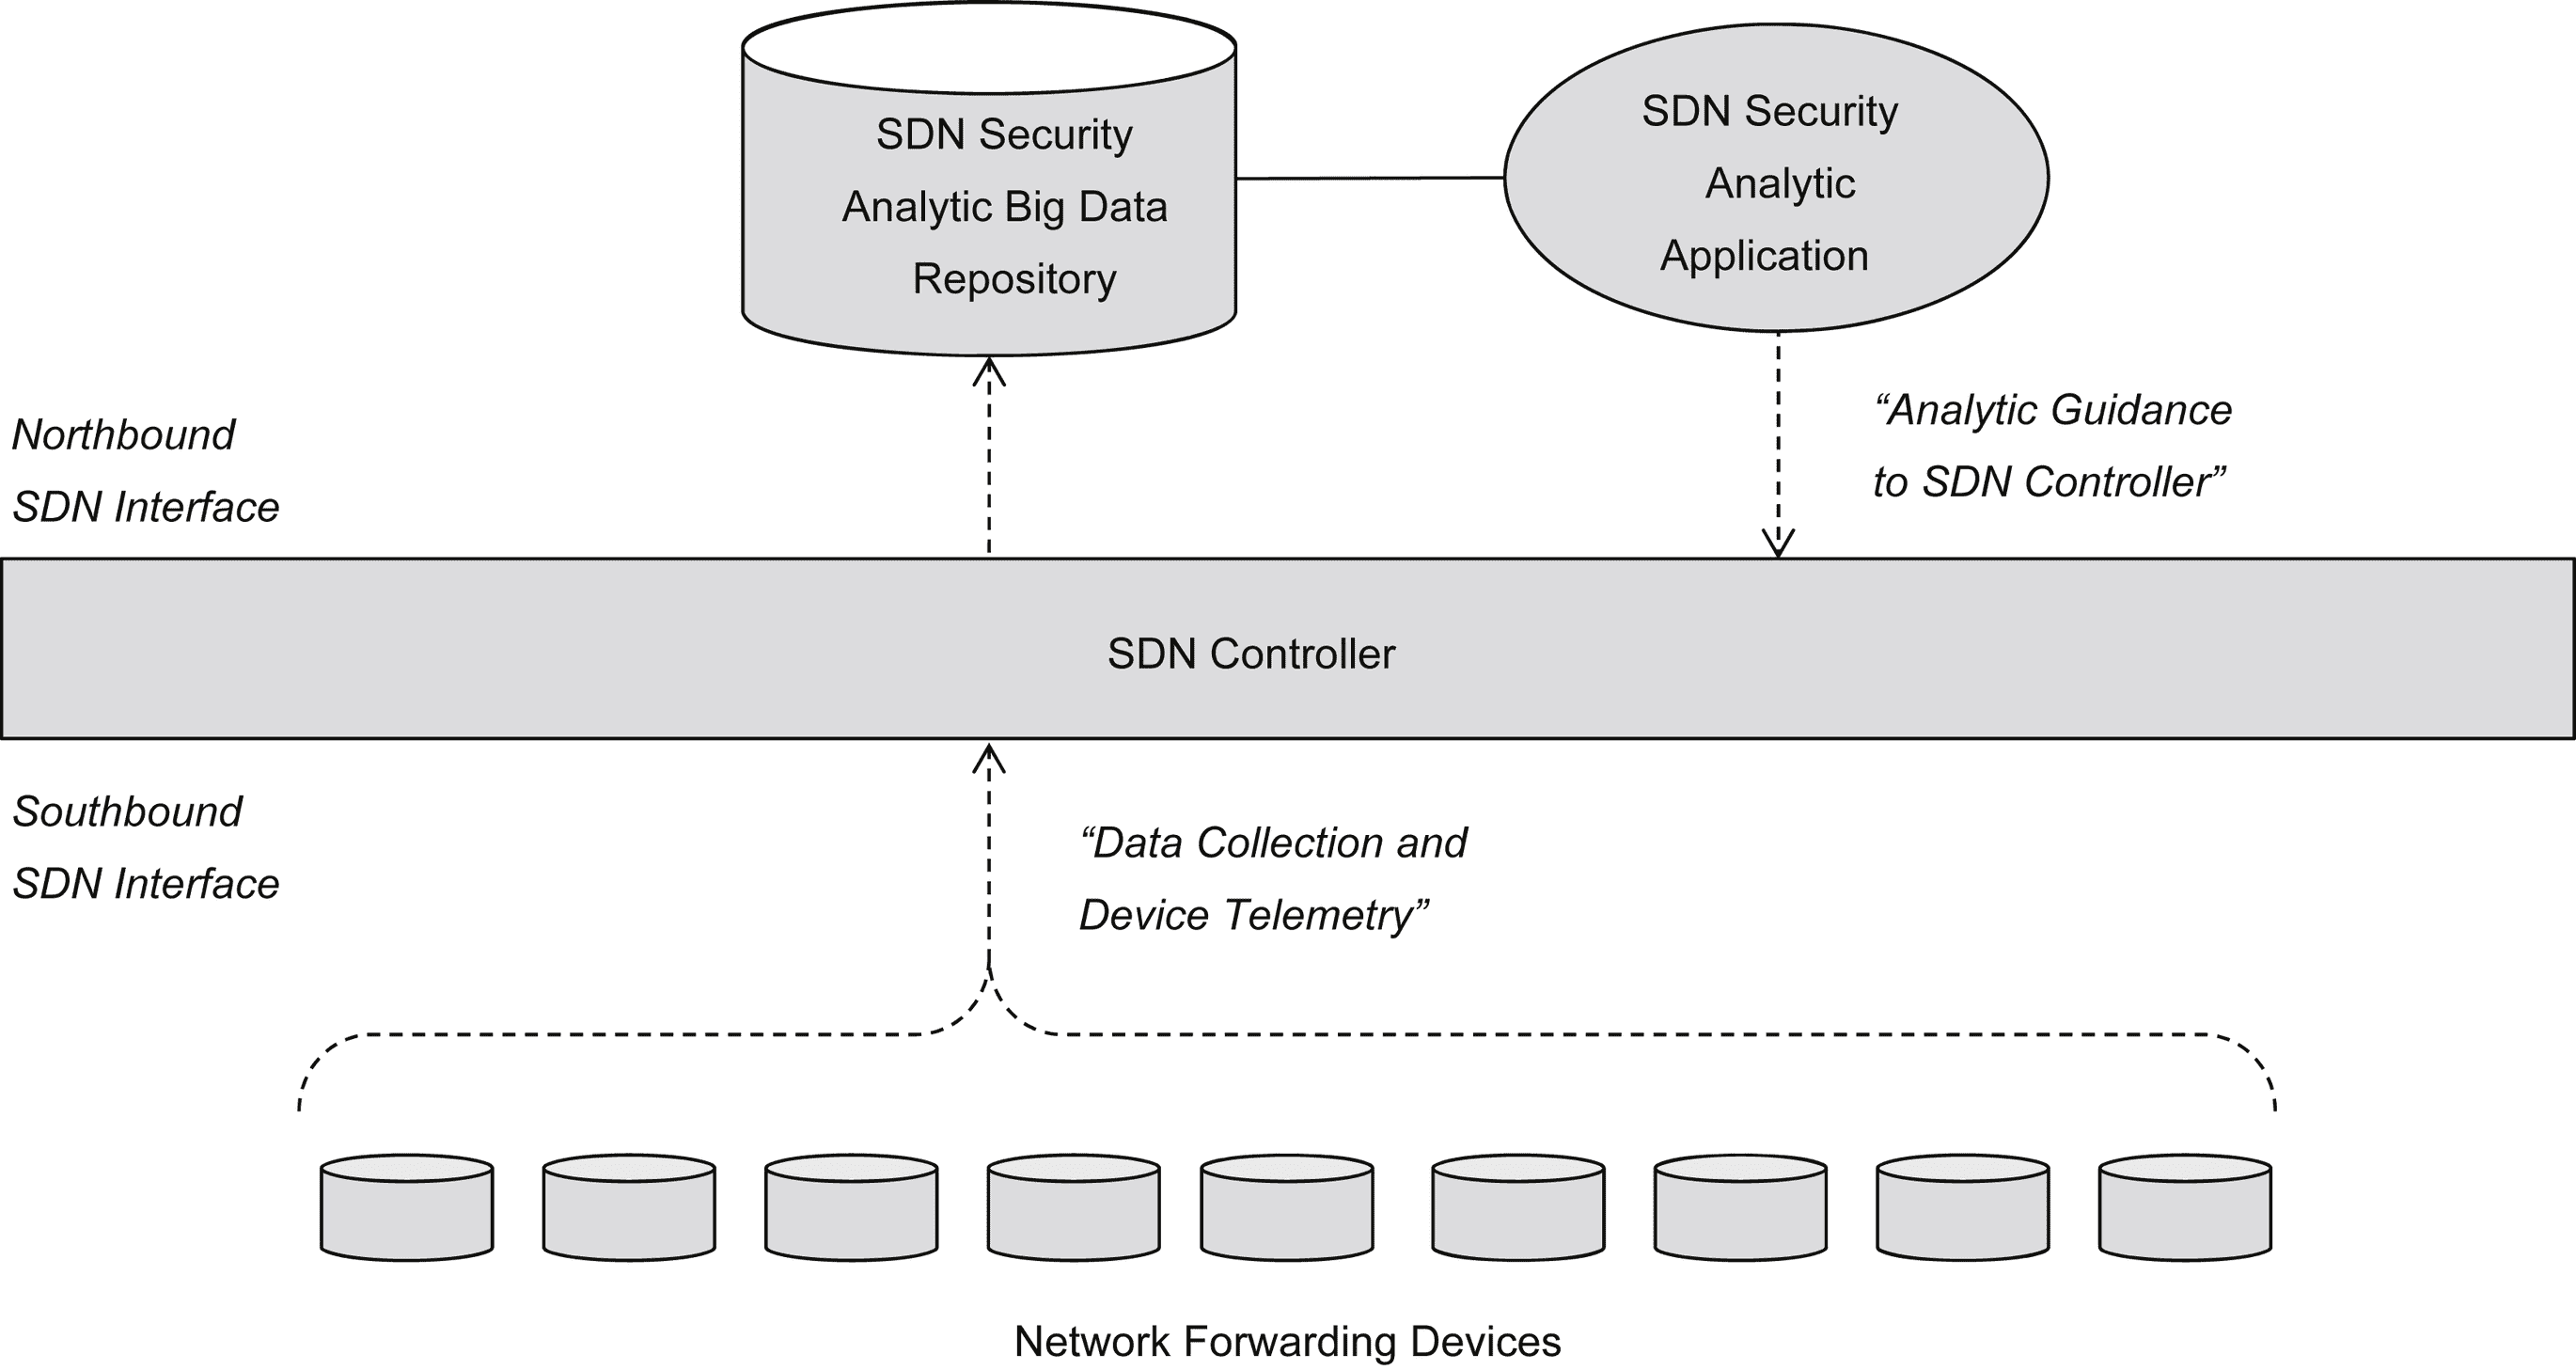 SDN Security
Analytic Big Data
Repository
SDN Security
Analytic
Application
Northbound
SDN Interface
“Analytic Guidance
to SDN Controller”
SDN Controller
Southbound
SDN Interface
“Data Collection and
Device Telemetry”
Network Forwarding Devices